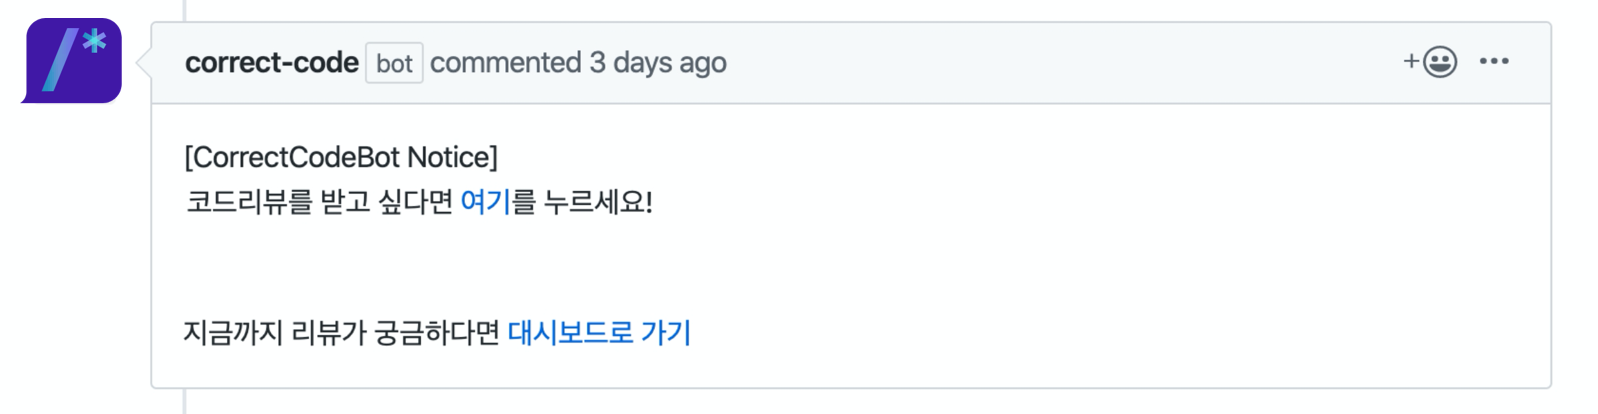 correct-code bot commented 3 days ago
[CorrectCodeBot Notice]
코드리뷰를 받고 싶다면 여기를 누르세요!
지금까지 리뷰가 궁금하다면 대시보드로 가기